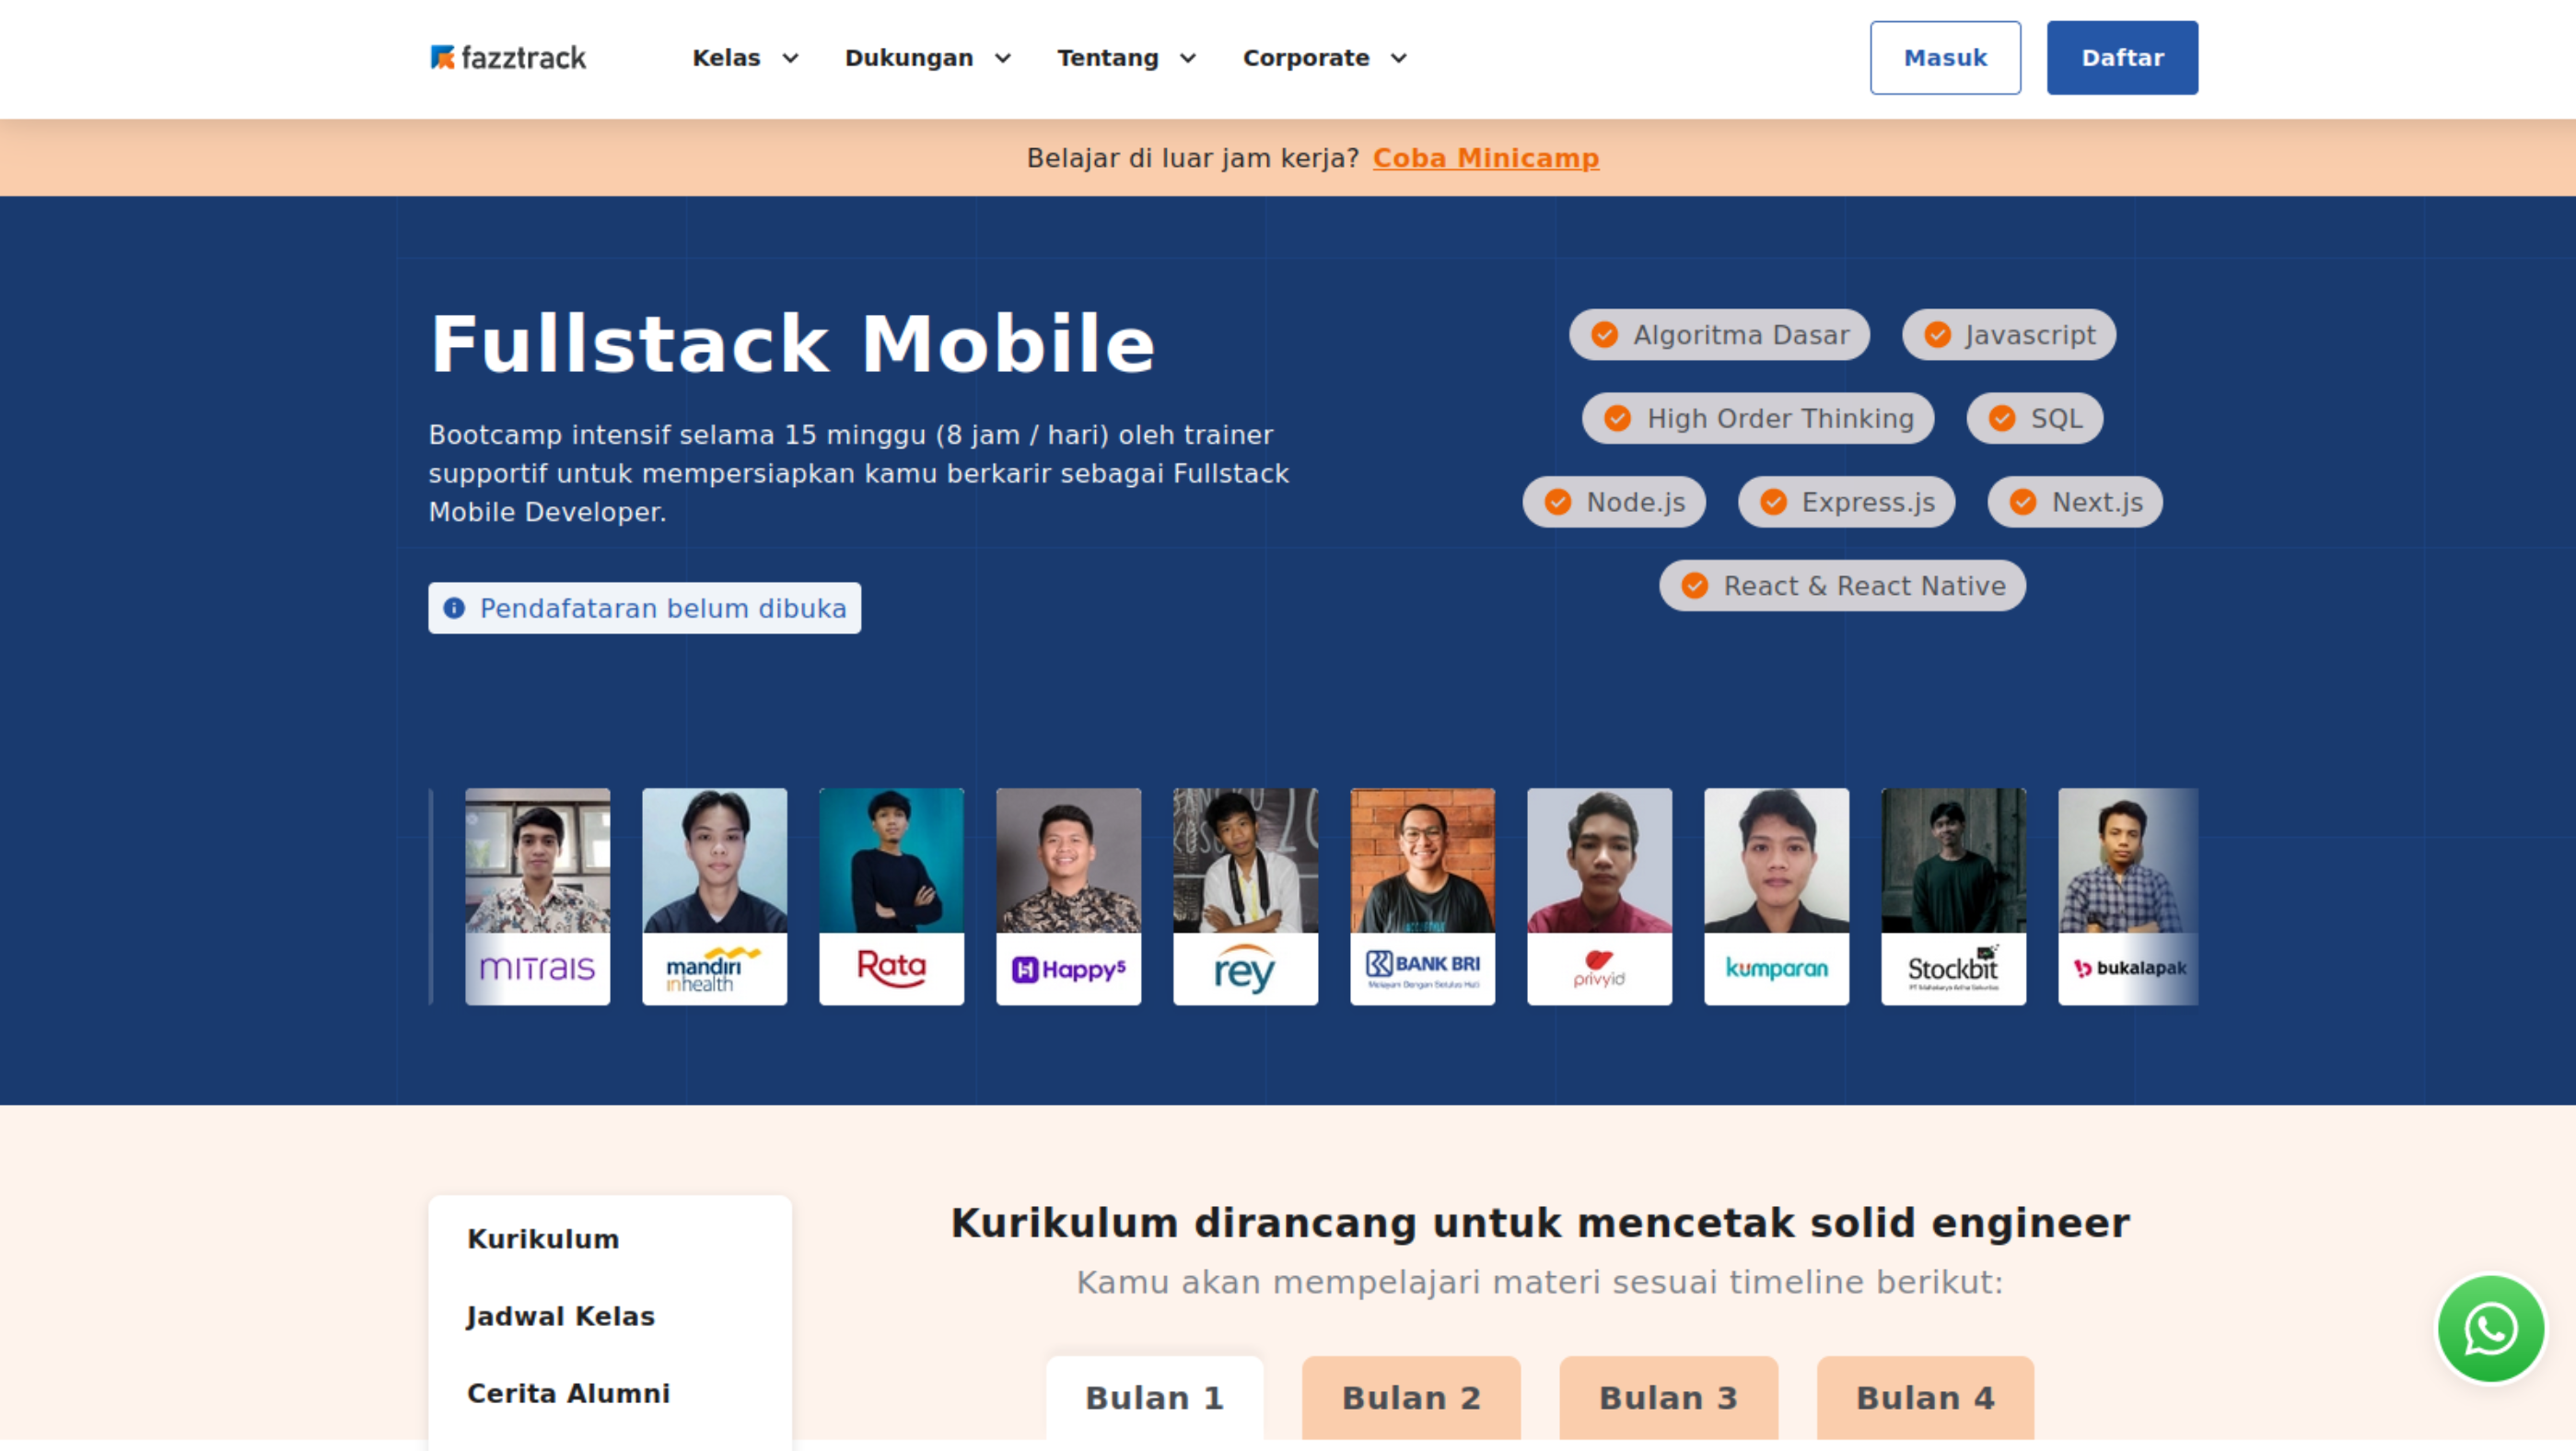 fazztrack
Kelas
Dukungan
Tentang
Corporate
Masuk
Daftar
Belajar di luar jam kerja? Coba Minicamp
Fullstack Mobile
Bootcamp intensif selama 15 minggu (8 jam / hari) oleh trainer
supportif untuk mempersiapkan kamu berkarir sebagai Fullstack
Mobile Developer.
Pendafataran belum dibuka
Algoritma Dasar
Javascript
High Order Thinking
SQL
Node.js
Express.js
Next.js
React & React Native
mitrais
mandiri
inhealth
Rata
Happy5
rey
BANK BRI
Melayani Dengan Setulus Hati
privyid
kumparan
Stockbit
bukalapak
Kurikulum
Jadwal Kelas
Cerita Alumni
Kurikulum dirancang untuk mencetak solid engineer
Kamu akan mempelajari materi sesuai timeline berikut:
Bulan 1
Bulan 2
Bulan 3
Bulan 4